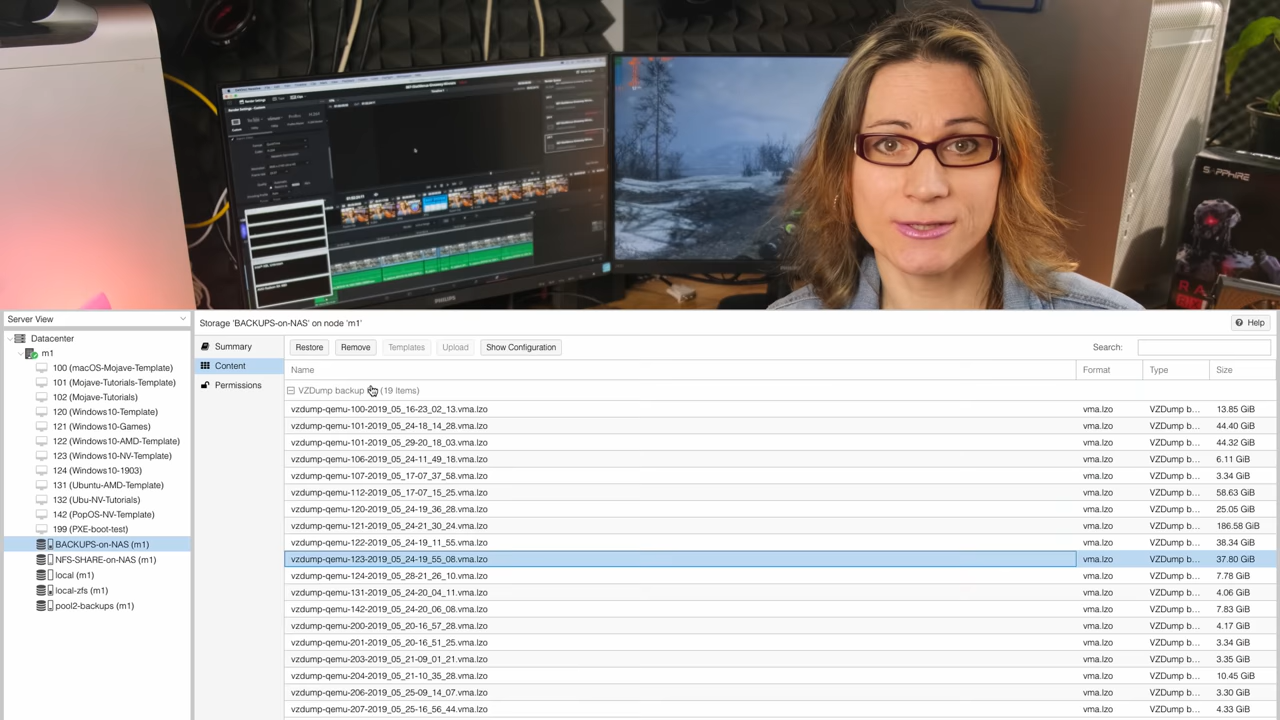 PHILIPS
SAPPHIRE
Server View
Datacenter
m1
100 (macOS-Mojave-Template)
101 (Mojave-Tutorials-Template)
102 (Mojave-Tutorials)
120 (Windows10-Template)
121 (Windows10-Games)
122 (Windows10-AMD-Template)
123 (Windows10-NV-Template)
124 (Windows10-1903)
131 (Ubuntu-AMD-Template)
132 (Ubu-NV-Tutorials)
142 (PopOS-NV-Template)
199 (PXE-boot-test)
BACKUPS-on-NAS (m1)
NFS-SHARE-on-NAS (m1)
local (m1)
local-zfs (m1)
pool2-backups (m1)
Storage 'BACKUPS-on-NAS' on node 'm1'
Help
Summary
Content
Permissions
Restore Remove Templates Upload Show Configuration Search:
Name Format Type Size
VZDump backup (19 Items)
vzdump-qemu-100-2019_05_16-23_02_13.vma.lzo vma.lzo VZDump b... 13.85 GiB
vzdump-qemu-101-2019_05_24-18_14_28.vma.lzo vma.lzo VZDump b... 44.40 GiB
vzdump-qemu-101-2019_05_29-20_18_03.vma.lzo vma.lzo VZDump b... 44.32 GiB
vzdump-qemu-106-2019_05_24-11_49_18.vma.lzo vma.lzo VZDump b... 6.11 GiB
vzdump-qemu-107-2019_05_17-07_37_58.vma.lzo vma.lzo VZDump b... 3.34 GiB
vzdump-qemu-112-2019_05_17-07_15_25.vma.lzo vma.lzo VZDump b... 58.63 GiB
vzdump-qemu-120-2019_05_24-19_36_28.vma.lzo vma.lzo VZDump b... 25.05 GiB
vzdump-qemu-121-2019_05_24-21_30_24.vma.lzo vma.lzo VZDump b... 186.58 GiB
vzdump-qemu-122-2019_05_24-19_11_55.vma.lzo vma.lzo VZDump b... 38.34 GiB
vzdump-qemu-123-2019_05_24-19_55_08.vma.lzo vma.lzo VZDump b... 37.80 GiB
vzdump-qemu-124-2019_05_28-21_26_10.vma.lzo vma.lzo VZDump b... 7.78 GiB
vzdump-qemu-131-2019_05_24-20_04_11.vma.lzo vma.lzo VZDump b... 4.06 GiB
vzdump-qemu-142-2019_05_24-20_06_08.vma.lzo vma.lzo VZDump b... 7.83 GiB
vzdump-qemu-200-2019_05_20-16_57_28.vma.lzo vma.lzo VZDump b... 4.17 GiB
vzdump-qemu-201-2019_05_20-16_51_25.vma.lzo vma.lzo VZDump b... 3.34 GiB
vzdump-qemu-203-2019_05_21-09_01_21.vma.lzo vma.lzo VZDump b... 3.35 GiB
vzdump-qemu-204-2019_05_21-10_35_28.vma.lzo vma.lzo VZDump b... 10.45 GiB
vzdump-qemu-206-2019_05_25-09_14_07.vma.lzo vma.lzo VZDump b... 3.30 GiB
vzdump-qemu-207-2019_05_25-16_56_44.vma.lzo vma.lzo VZDump b... 4.33 GiB